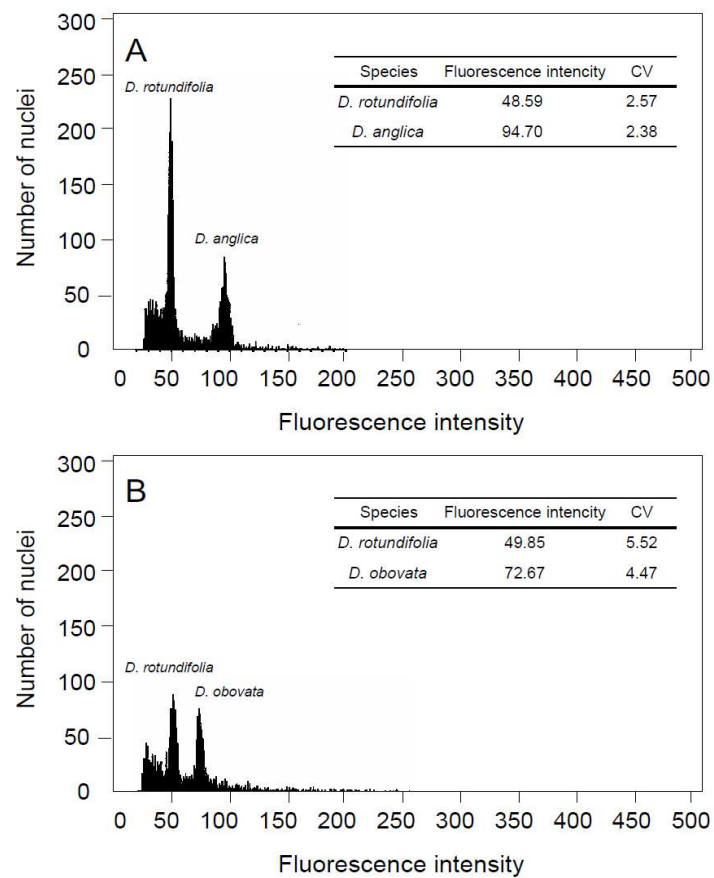 A
Species Fluorescence intencity CV
D. rotundifolia 48.59 2.57
D. anglica 94.70 2.38
D. rotundifolia
D. anglica
Number of nuclei
300
250
200
150
100
50
0
0 50 100 150 200 250 300 350 400 450 500
Fluorescence intensity
B
Species Fluorescence intencity CV
D. rotundifolia 49.85 5.52
D. obovata 72.67 4.47
D. rotundifolia
D. obovata
Number of nuclei
300
250
200
150
100
50
0
0 50 100 150 200 250 300 350 400 450 500
Fluorescence intensity